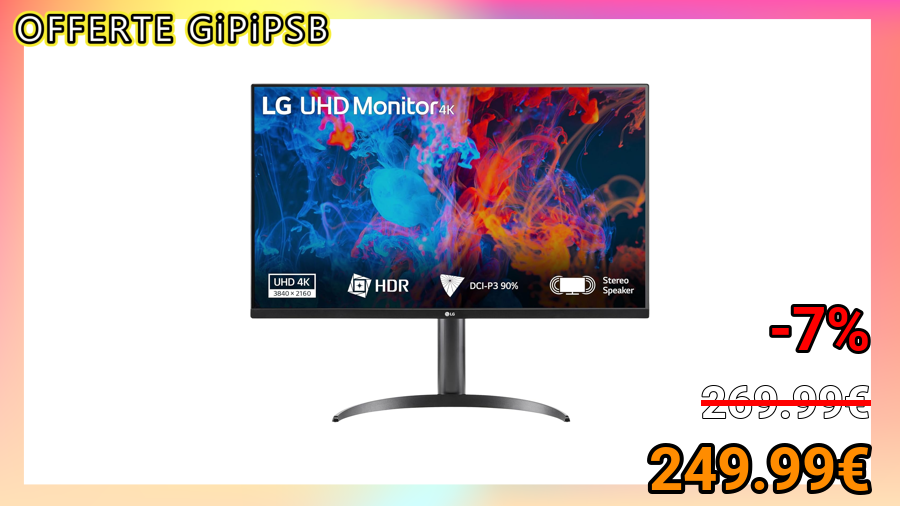 OFFERTE GiPiPSB
LG UHD Monitor 4K
UHD 4K
3840 × 2160
HDR
DCI-P3 90%
Stereo
Speaker
LG
-7%
269.99€
249.99€